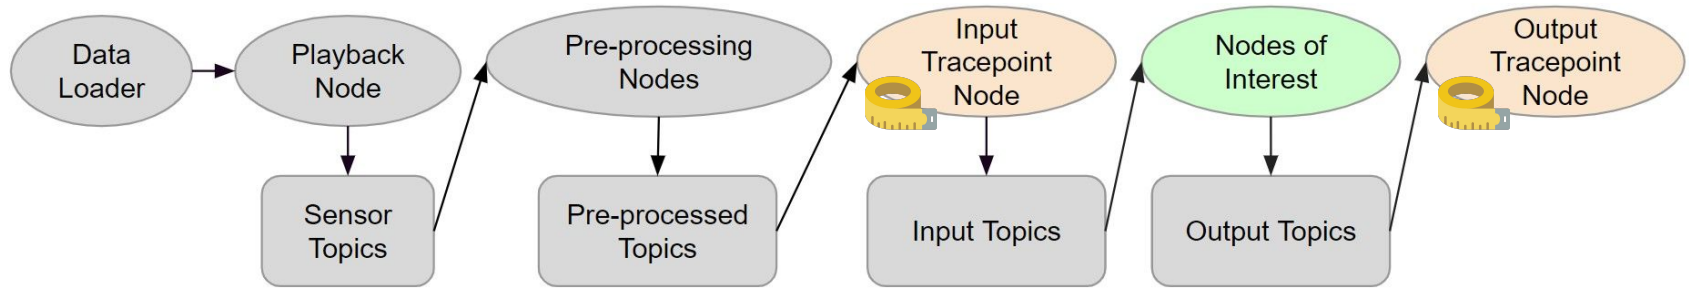 Data
Loader
Playback
Node
Pre-processing
Nodes
Input
Tracepoint
Node
Nodes of
Interest
Output
Tracepoint
Node
Sensor
Topics
Pre-processed
Topics
Input Topics
Output Topics